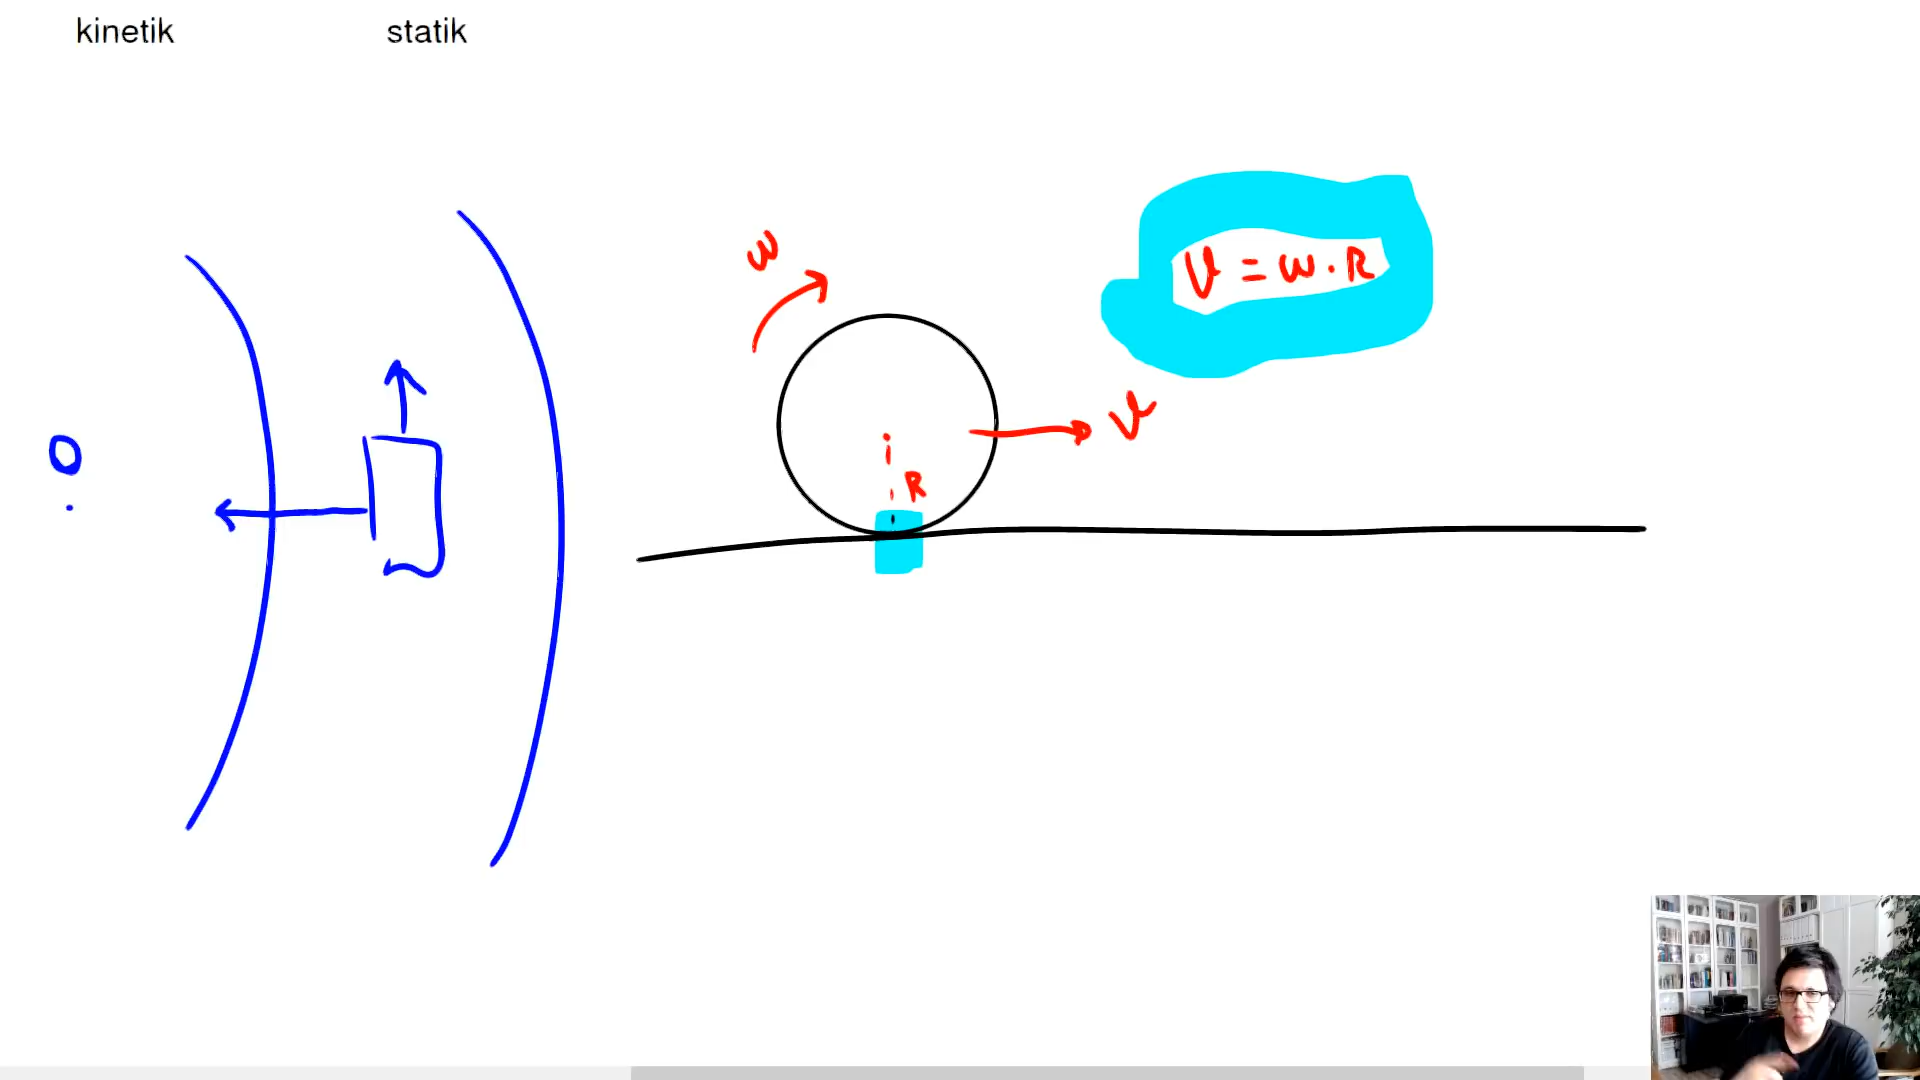 kinetik statik
ω
V = ω . R
V
R
O